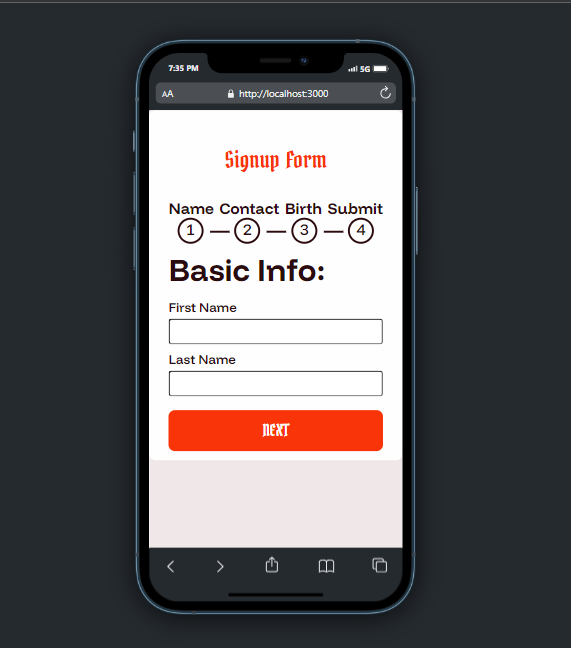 7:35 PM 5G
AA http://localhost:3000
Signup Form
Name Contact Birth Submit
1 2 3 4
Basic Info:
First Name
Last Name
NEXT